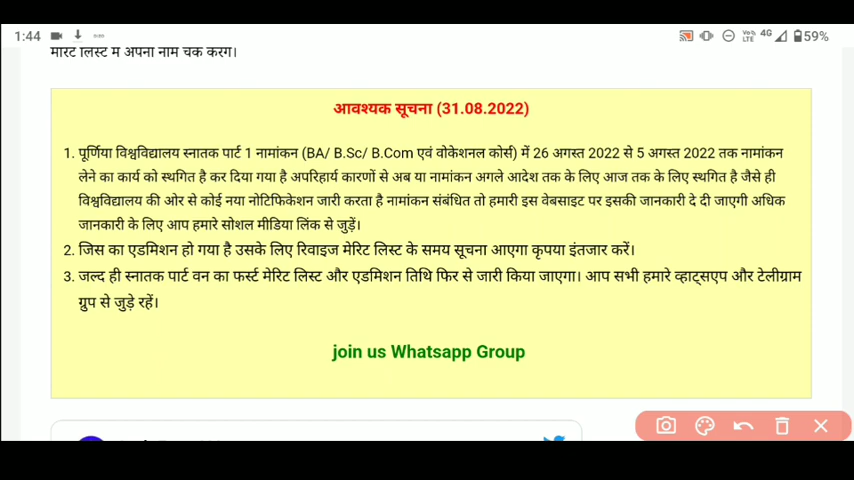 1:44
4G 59%
मेरिट लिस्ट में अपना नाम चेक करेंगे।
आवश्यक सूचना (31.08.2022)
1. पूर्णिया विश्वविद्यालय स्नातक पार्ट 1 नामांकन (BA/ B.Sc/ B.Com एवं वोकेशनल कोर्स) में 26 अगस्त 2022 से 5 अगस्त 2022 तक नामांकन
लेने का कार्य को स्थगित है कर दिया गया है अपरिहार्य कारणों से अब या नामांकन अगले आदेश तक के लिए आज तक के लिए स्थगित है जैसे ही
विश्वविद्यालय की ओर से कोई नया नोटिफिकेशन जारी करता है नामांकन संबंधित तो हमारी इस वेबसाइट पर इसकी जानकारी दे दी जाएगी अधिक
जानकारी के लिए आप हमारे सोशल मीडिया लिंक से जुड़ें।
2. जिस का एडमिशन हो गया है उसके लिए रिवाइज मेरिट लिस्ट के समय सूचना आएगा कृपया इंतजार करें।
3. जल्द ही स्नातक पार्ट वन का फर्स्ट मेरिट लिस्ट और एडमिशन तिथि फिर से जारी किया जाएगा। आप सभी हमारे व्हाट्सएप और टेलीग्राम
ग्रुप से जुड़े रहें।
join us Whatsapp Group